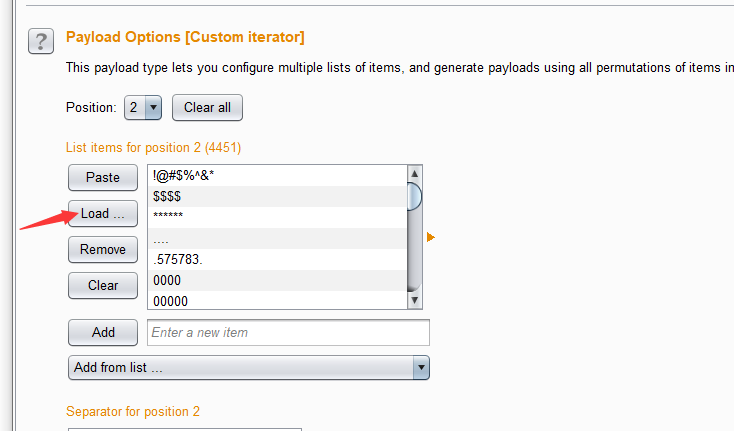 ?
Payload Options [Custom iterator]
This payload type lets you configure multiple lists of items, and generate payloads using all permutations of items in
Position: 2 Clear all
List items for position 2 (4451)
Paste
Load ...
Remove
Clear
!@#$%^&*
$$$$
******
....
.575783.
0000
00000
Add Enter a new item
Add from list ...
Separator for position 2